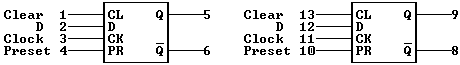 Clear 1 CL Q 5
D 2 D
Clock 3 CK
Preset 4 PR Q̅ 6
Clear 13 CL Q 9
D 12 D
Clock 11 CK
Preset 10 PR Q̅ 8